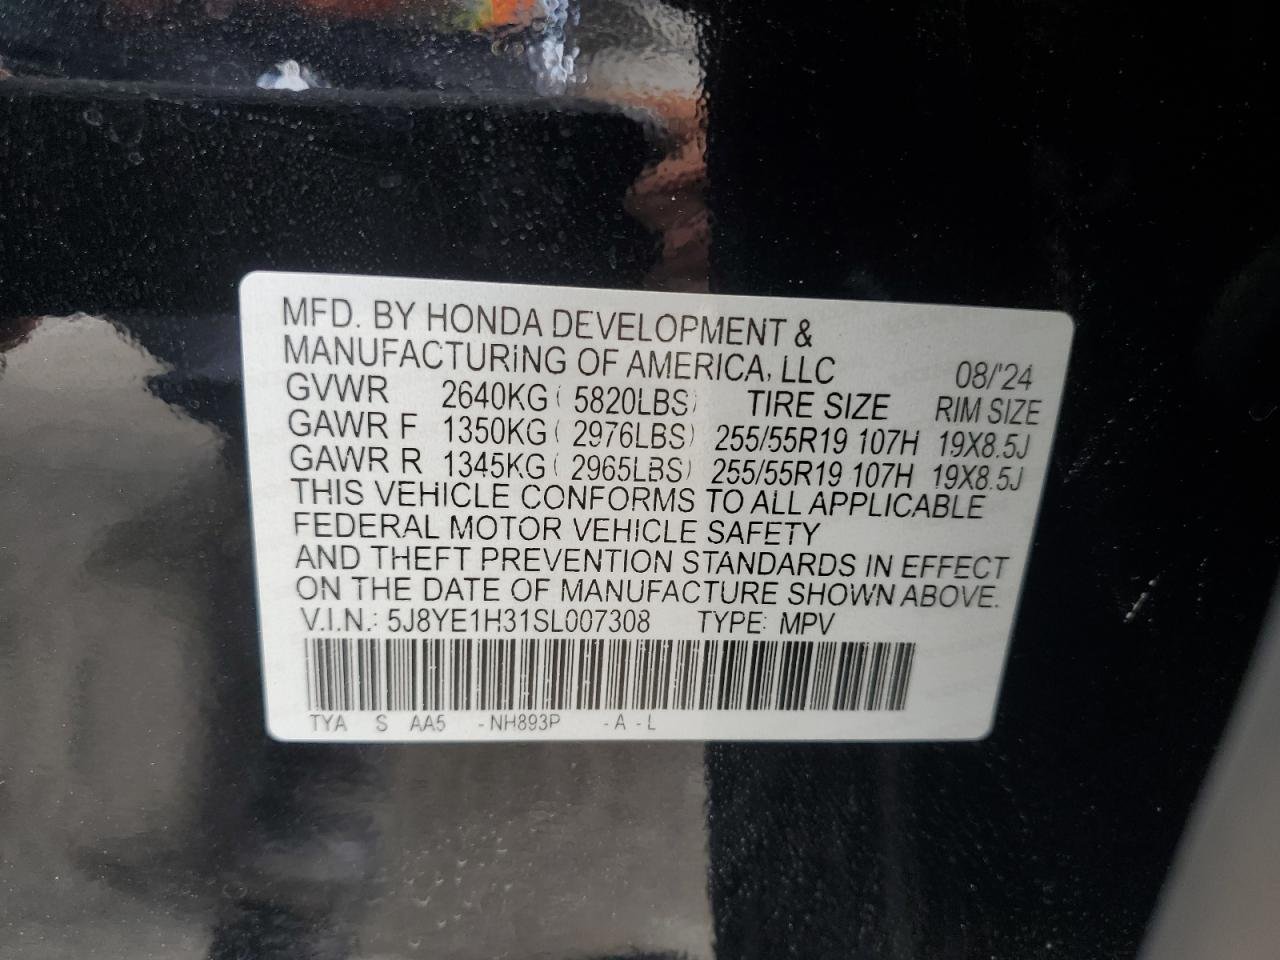 MFD. BY HONDA DEVELOPMENT &
MANUFACTURING OF AMERICA, LLC 08/'24
GVWR 2640KG ( 5820LBS) TIRE SIZE RIM SIZE
GAWR F 1350KG ( 2976LBS) 255/55R19 107H 19X8.5J
GAWR R 1345KG ( 2965LBS) 255/55R19 107H 19X8.5J
THIS VEHICLE CONFORMS TO ALL APPLICABLE
FEDERAL MOTOR VEHICLE SAFETY
AND THEFT PREVENTION STANDARDS IN EFFECT
ON THE DATE OF MANUFACTURE SHOWN ABOVE.
V.I.N.: 5J8YE1H31SL007308 TYPE: MPV
TYA S AA5 -NH893P -A -L